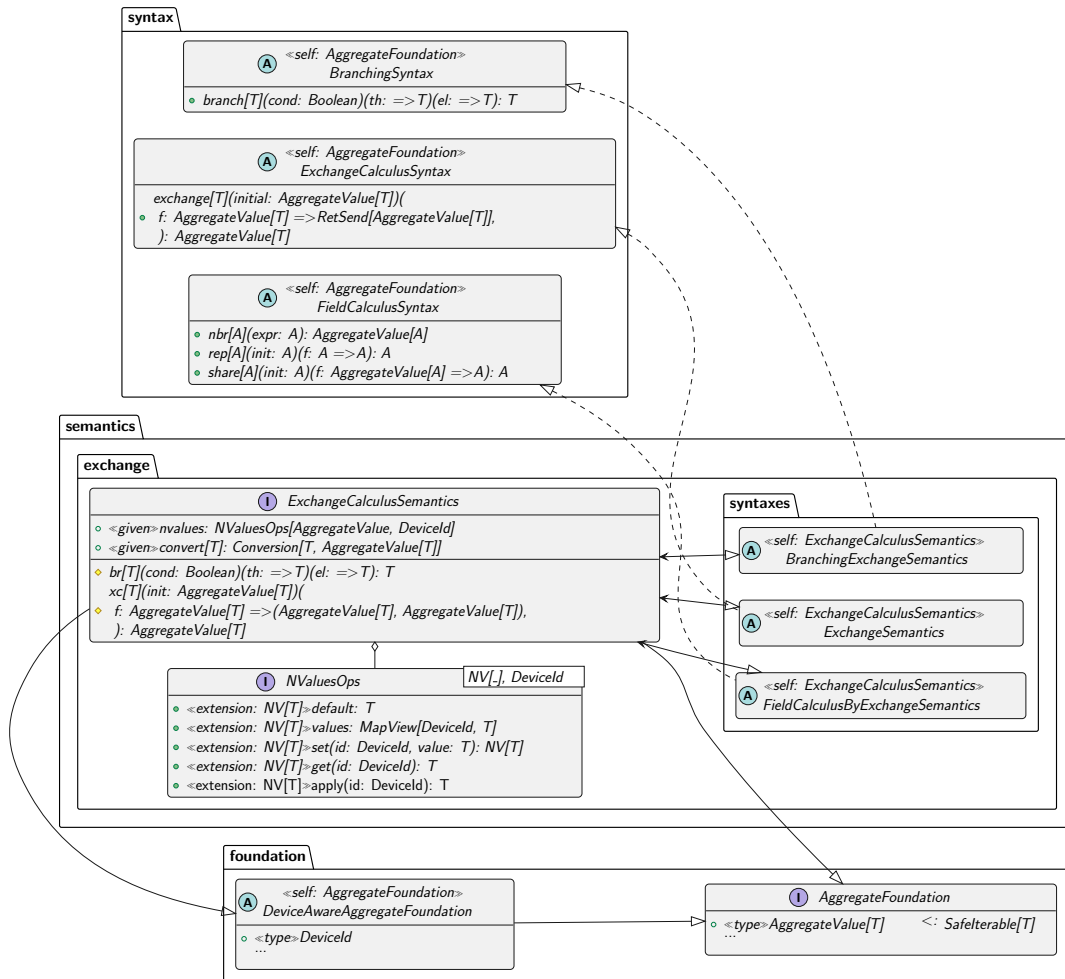 syntax
A
«self: AggregateFoundation»
BranchingSyntax
branch[T](cond: Boolean)(th: =>T)(el: =>T): T
A
«self: AggregateFoundation»
ExchangeCalculusSyntax
exchange[T](initial: AggregateValue[T])(
f: AggregateValue[T] =>RetSend[AggregateValue[T]],
): AggregateValue[T]
A
«self: AggregateFoundation»
FieldCalculusSyntax
nbr[A](expr: A): AggregateValue[A]
rep[A](init: A)(f: A =>A): A
share[A](init: A)(f: AggregateValue[A] =>A): A
semantics
exchange
I ExchangeCalculusSemantics
«given»nvalues: NValuesOps[AggregateValue, DeviceId]
«given»convert[T]: Conversion[T, AggregateValue[T]]
br[T](cond: Boolean)(th: =>T)(el: =>T): T
xc[T](init: AggregateValue[T])(
f: AggregateValue[T] =>(AggregateValue[T], AggregateValue[T]),
): AggregateValue[T]
syntaxes
A
«self: ExchangeCalculusSemantics»
BranchingExchangeSemantics
A
«self: ExchangeCalculusSemantics»
ExchangeSemantics
A
«self: ExchangeCalculusSemantics»
FieldCalculusByExchangeSemantics
I NValuesOps
NV[_], DeviceId
«extension: NV[T]»default: T
«extension: NV[T]»values: MapView[DeviceId, T]
«extension: NV[T]»set(id: DeviceId, value: T): NV[T]
«extension: NV[T]»get(id: DeviceId): T
«extension: NV[T]»apply(id: DeviceId): T
foundation
A
«self: AggregateFoundation»
DeviceAwareAggregateFoundation
«type»DeviceId
...
I AggregateFoundation
«type»AggregateValue[T] <: SafeIterable[T]
...